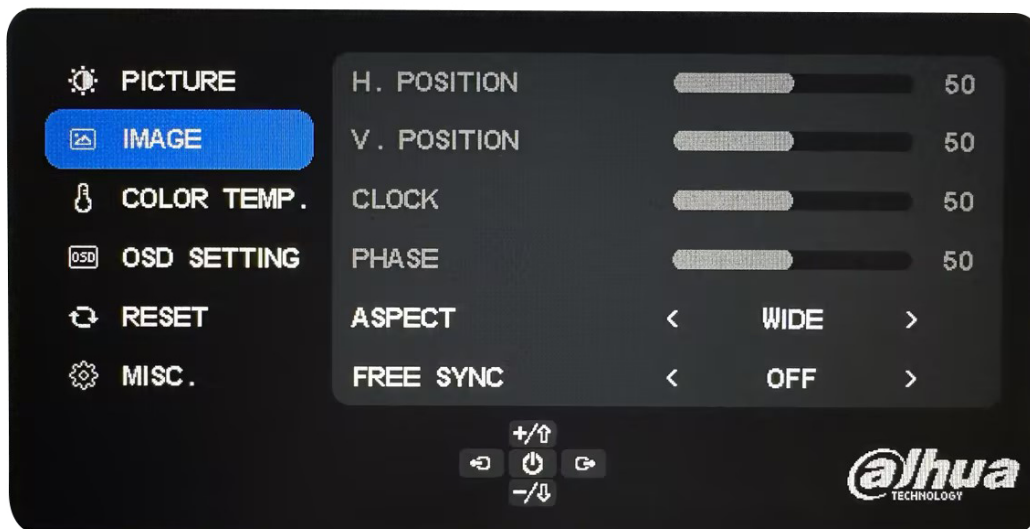 PICTURE
IMAGE
COLOR TEMP.
OSD SETTING
RESET
MISC.
H. POSITION 50
V. POSITION 50
CLOCK 50
PHASE 50
ASPECT < WIDE >
FREE SYNC < OFF >
OSD
+/⇧
−/⇩
alhua
TECHNOLOGY